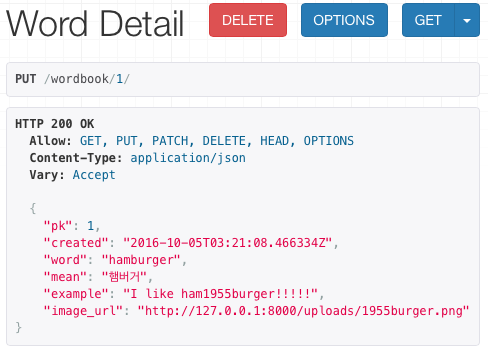 Word Detail
DELETE
OPTIONS
GET
PUT /wordbook/1/
HTTP 200 OK
Allow: GET, PUT, PATCH, DELETE, HEAD, OPTIONS
Content-Type: application/json
Vary: Accept
{
"pk": 1,
"created": "2016-10-05T03:21:08.466334Z",
"word": "hamburger",
"mean": "햄버거",
"example": "I like ham1955burger!!!!!",
"image_url": "http://127.0.0.1:8000/uploads/1955burger.png"
}